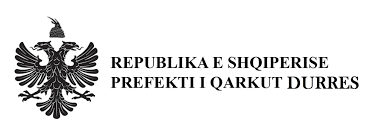 REPUBLIKA E SHQIPERISE
PREFEKTI I QARKUT DURRES